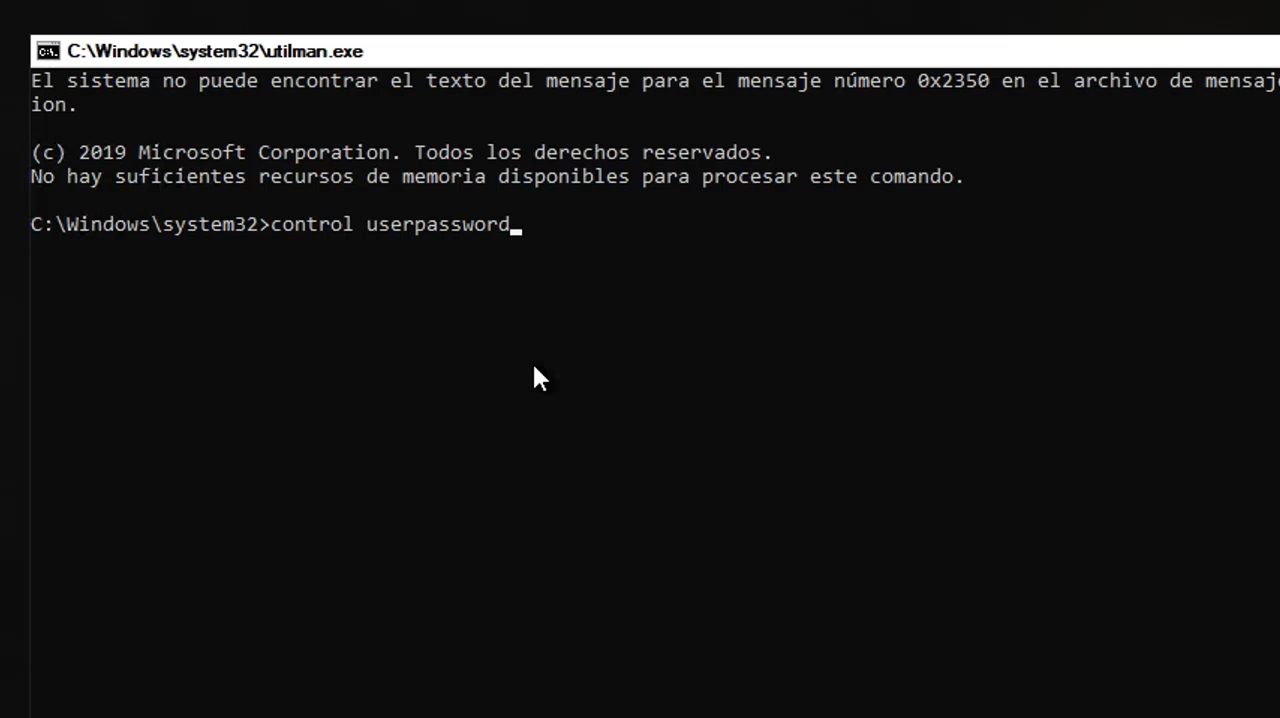 C:\Windows\system32\utilman.exe
El sistema no puede encontrar el texto del mensaje para el mensaje número 0x2350 en el archivo de mensaj
ion.
(c) 2019 Microsoft Corporation. Todos los derechos reservados.
No hay suficientes recursos de memoria disponibles para procesar este comando.
C:\Windows\system32>control userpassword